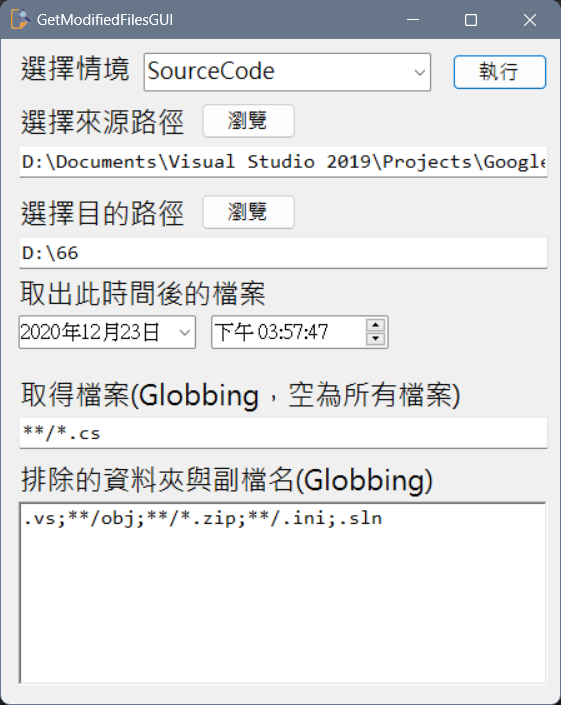 GetModifiedFilesGUI
選擇情境 SourceCode 執行
選擇來源路徑 瀏覽
D:\Documents\Visual Studio 2019\Projects\Google
選擇目的路徑 瀏覽
D:\66
取出此時間後的檔案
2020年12月23日 下午 03:57:47
取得檔案(Globbing，空為所有檔案)
**/*.cs
排除的資料夾與副檔名(Globbing)
.vs;**/obj;**/*.zip;**/.ini;.sln